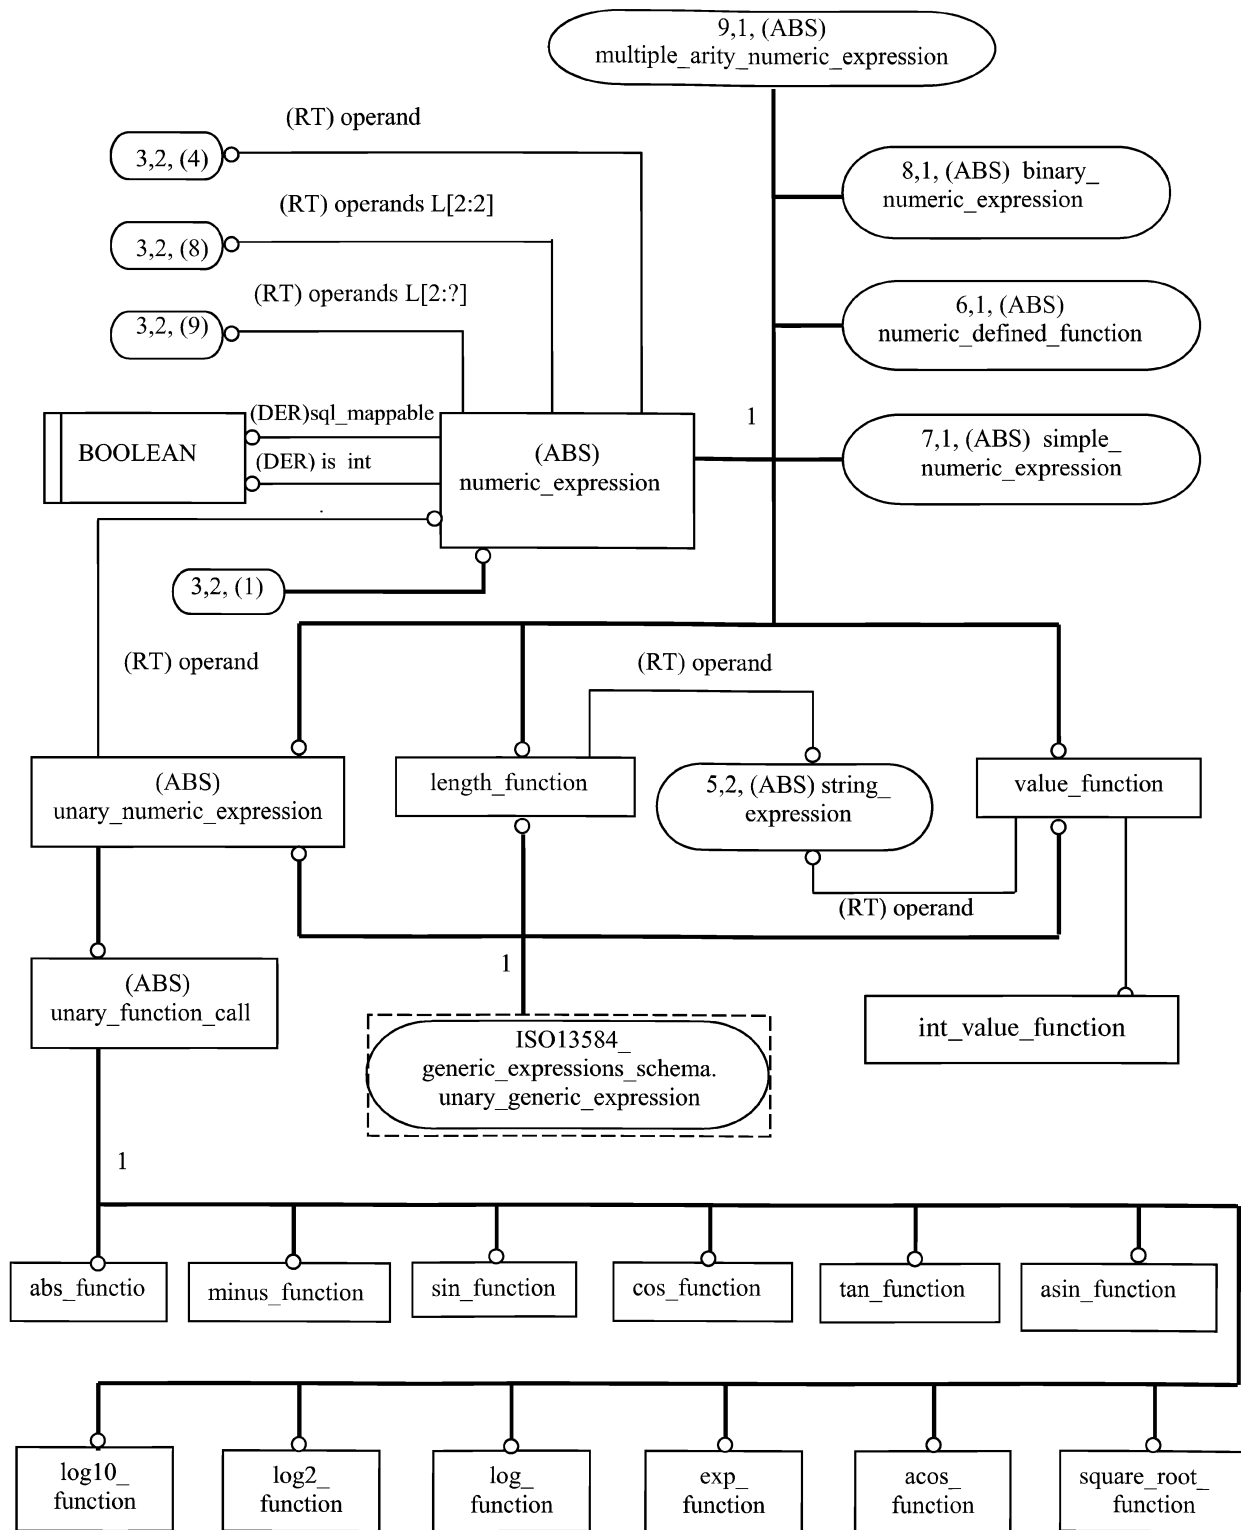 9,1, (ABS)
multiple_arity_numeric_expression
(RT) operand
3,2, (4)
8,1, (ABS) binary_
numeric_expression
(RT) operands L[2:2]
3,2, (8)
(RT) operands L[2:?]
3,2, (9)
6,1, (ABS)
numeric_defined_function
(DER)sql_mappable
BOOLEAN
(DER) is int
(ABS)
numeric_expression
1
7,1, (ABS) simple_
numeric_expression
3,2, (1)
(RT) operand
(RT) operand
(ABS)
unary_numeric_expression
length_function
5,2, (ABS) string_
expression
value_function
(RT) operand
1
(ABS)
unary_function_call
int_value_function
ISO13584_
generic_expressions_schema.
unary_generic_expression
1
abs_functio
minus_function
sin_function
cos_function
tan_function
asin_function
log10_
function
log2_
function
log_
function
exp_
function
acos_
function
square_root_
function